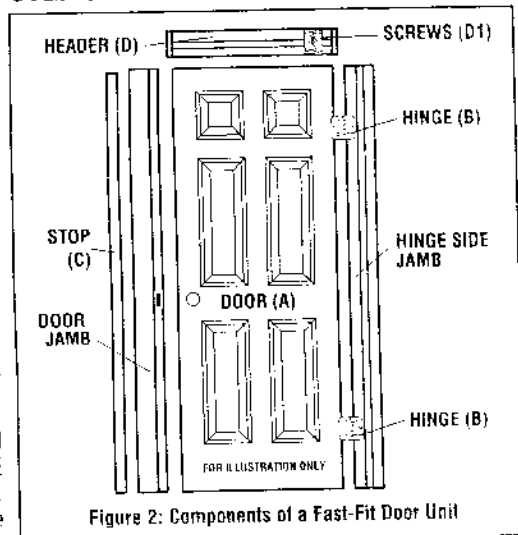 HEADER (D)
SCREWS (D1)
HINGE (B)
STOP
(C)
HINGE SIDE
JAMB
DOOR (A)
DOOR
JAMB
HINGE (B)
FOR ILLUSTRATION ONLY
Figure 2: Components of a Fast-Fit Door Unit